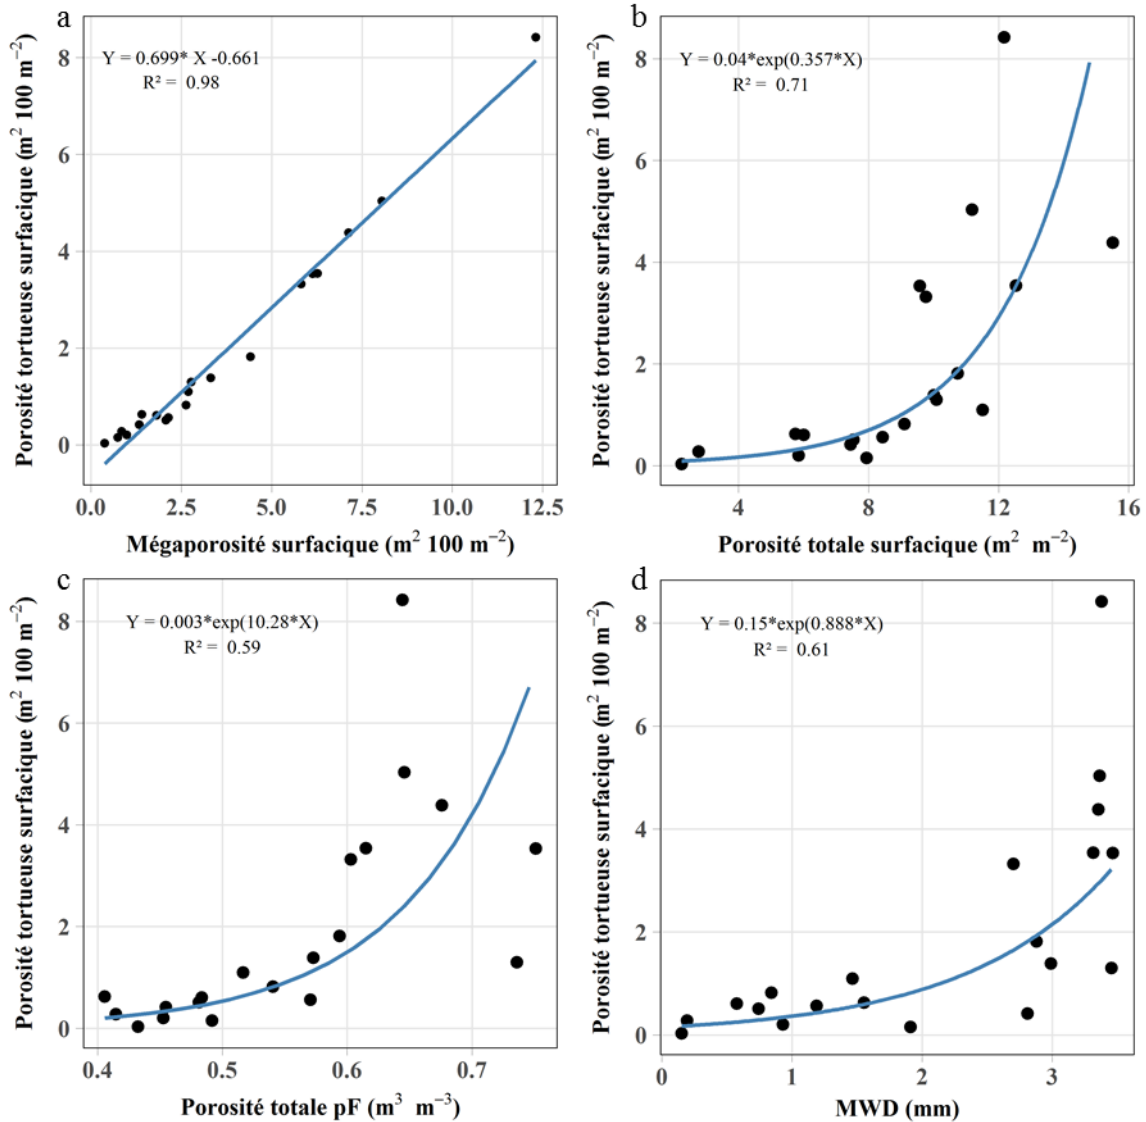 a
Porosité tortueuse surfacique (m² 100 m⁻²)
Y = 0.699* X -0.661
R² = 0.98
8
6
4
2
0
0.0 2.5 5.0 7.5 10.0 12.5
Mégaporosité surfacique (m² 100 m⁻²)
b
Porosité tortueuse surfacique (m² 100 m⁻²)
Y = 0.04*exp(0.357*X)
R² = 0.71
8
6
4
2
0
4 8 12 16
Porosité totale surfacique (m² m⁻²)
c
Porosité tortueuse surfacique (m² 100 m⁻²)
Y = 0.003*exp(10.28*X)
R² = 0.59
8
6
4
2
0
0.4 0.5 0.6 0.7
Porosité totale pF (m³ m⁻³)
d
Porosité tortueuse surfacique (m² 100 m⁻²)
Y = 0.15*exp(0.888*X)
R² = 0.61
8
6
4
2
0
0 1 2 3 4
MWD (mm)